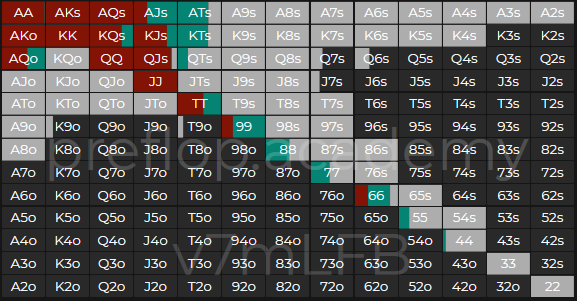 AA AKs AQs AJs ATs A9s A8s A7s A6s A5s A4s A3s A2s
AKo KK KQs KJs KTs K9s K8s K7s K6s K5s K4s K3s K2s
AQo KQo QQ QJs QTs Q9s Q8s Q7s Q6s Q5s Q4s Q3s Q2s
AJo KJo QJo JJ JTs J9s J8s J7s J6s J5s J4s J3s J2s
ATo KTo QTo JTo TT T9s T8s T7s T6s T5s T4s T3s T2s
A9o K9o Q9o J9o T9o 99 98s 97s 96s 95s 94s 93s 92s
A8o K8o Q8o J8o T8o 98o 88 87s 86s 85s 84s 83s 82s
preflop.academy
A7o K7o Q7o J7o T7o 97o 87o 77 76s 75s 74s 73s 72s
A6o K6o Q6o J6o T6o 96o 86o 76o 66 65s 64s 63s 62s
A5o K5o Q5o J5o T5o 95o 85o 75o 65o 55 54s 53s 52s
A4o K4o Q4o J4o T4o 94o 84o 74o 64o 54o 44 43s 42s
v7mLFB
A3o K3o Q3o J3o T3o 93o 83o 73o 63o 53o 43o 33 32s
A2o K2o Q2o J2o T2o 92o 82o 72o 62o 52o 42o 32o 22